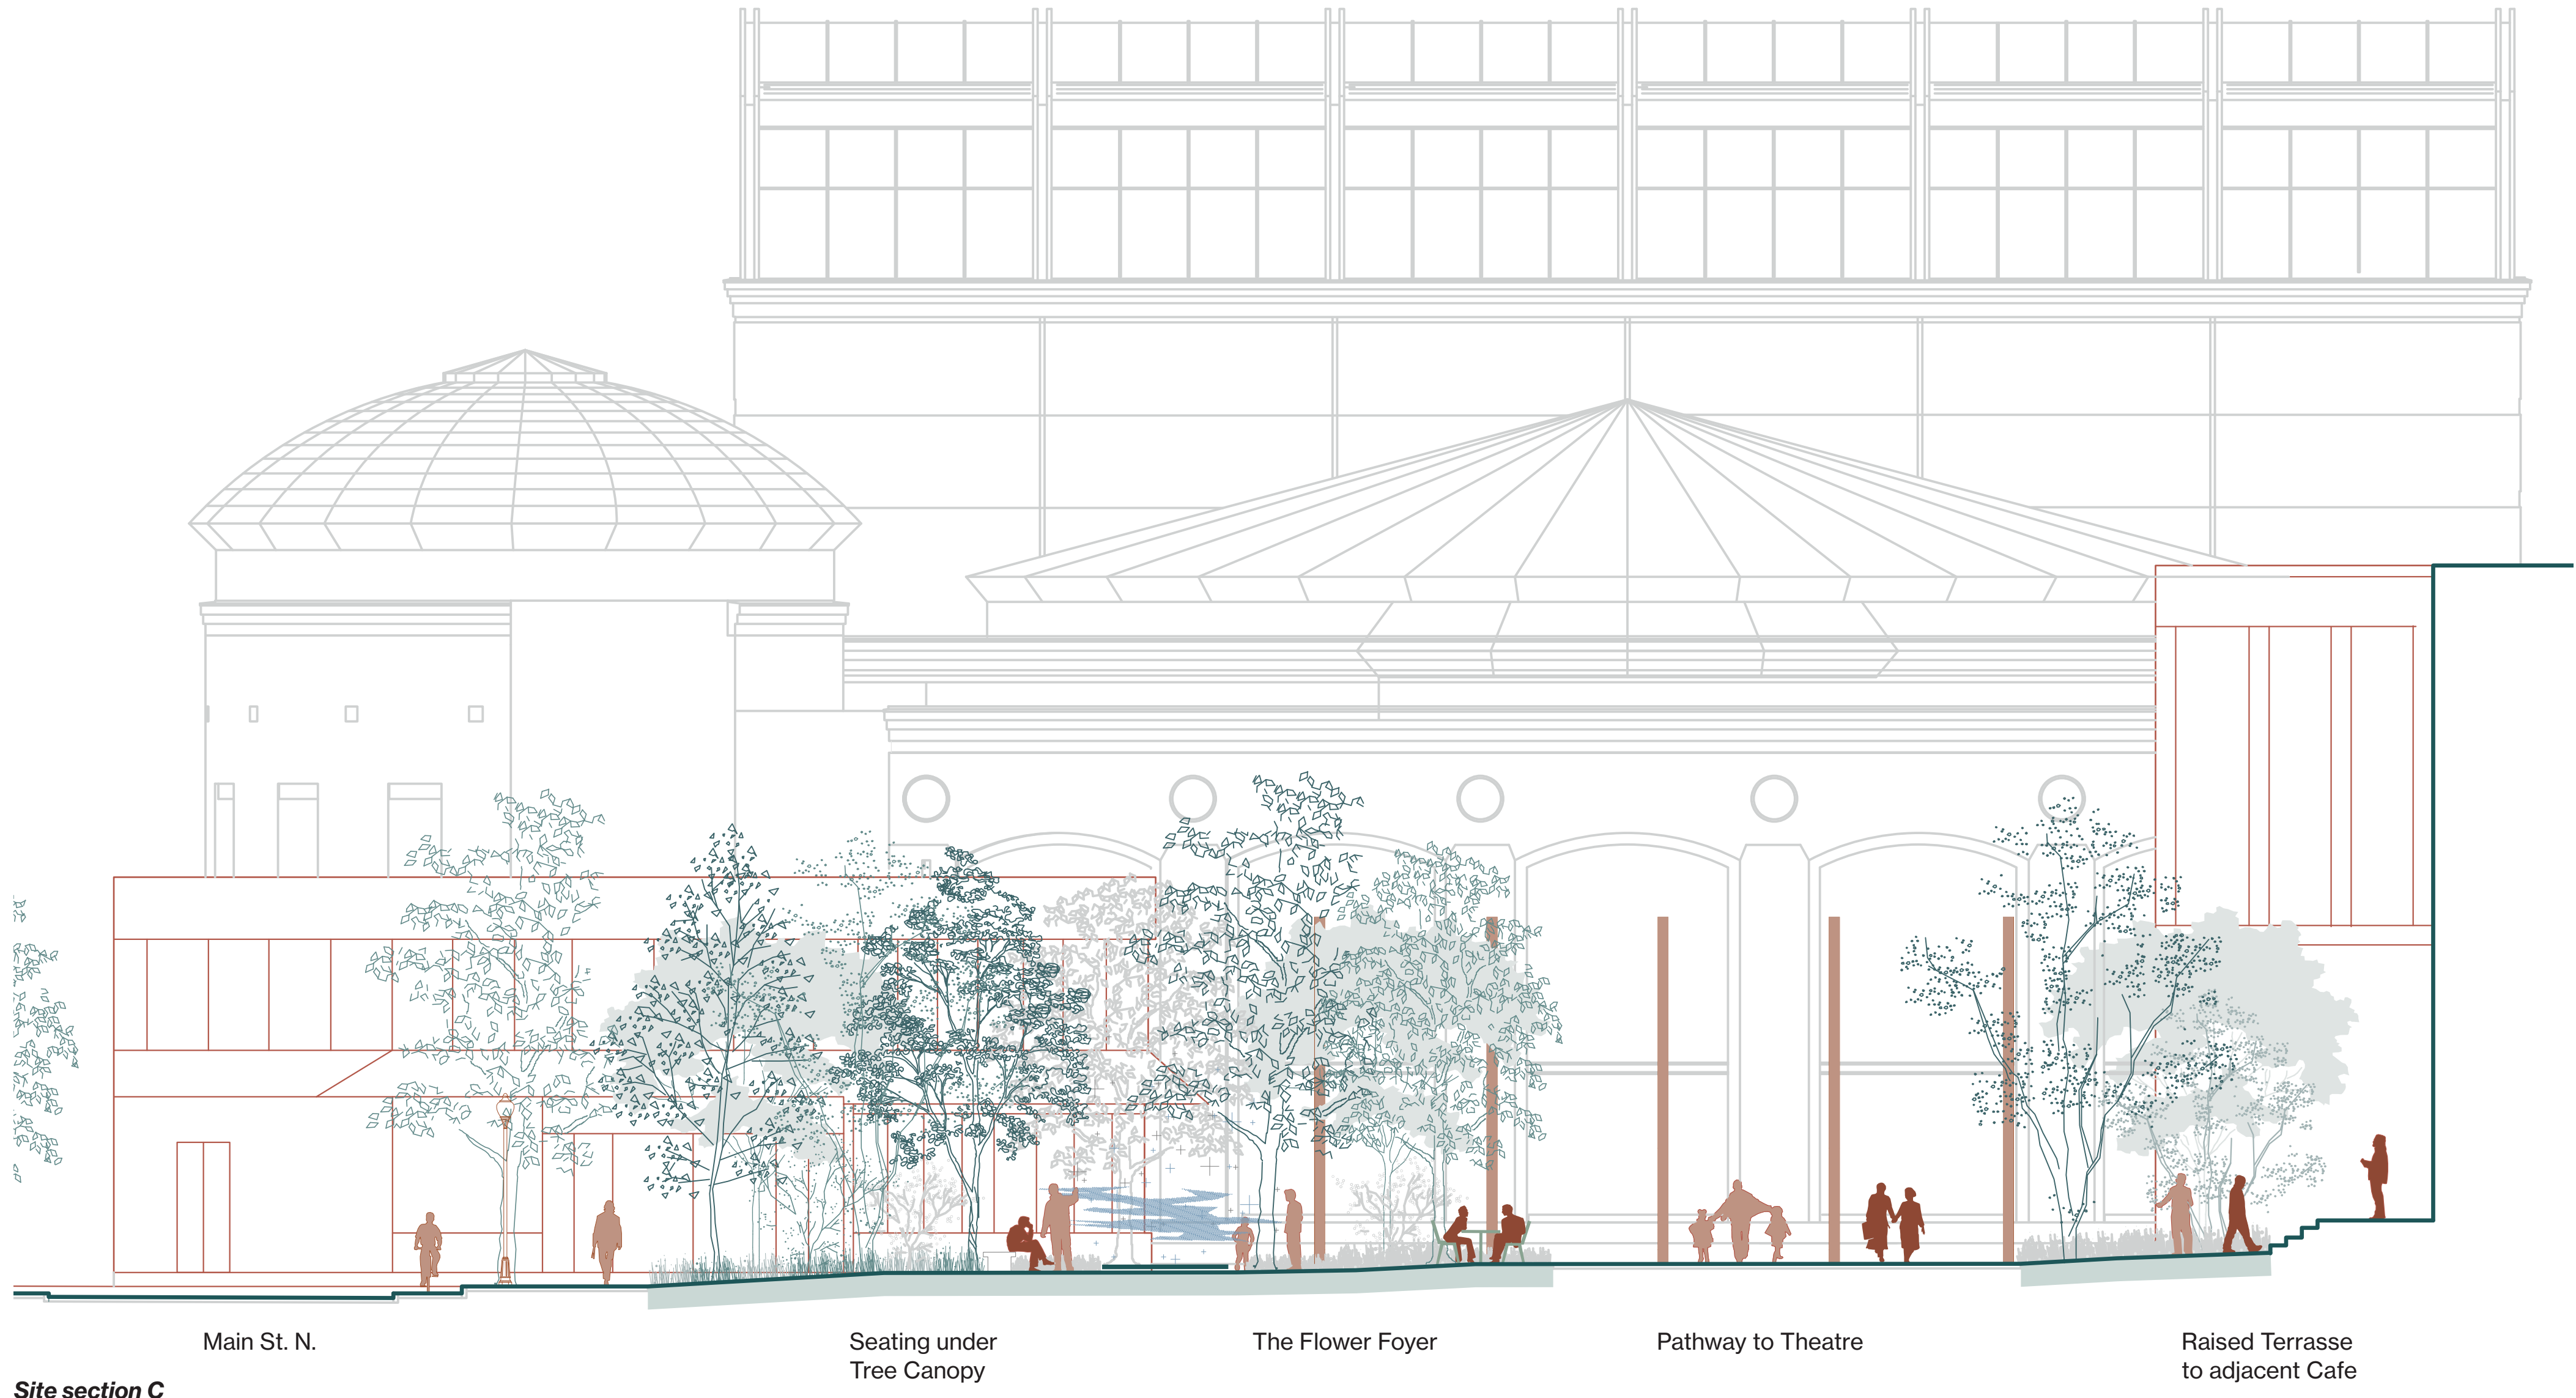 Main St. N.
Seating under
Tree Canopy
The Flower Foyer
Pathway to Theatre
Raised Terrasse
to adjacent Cafe
Site section C